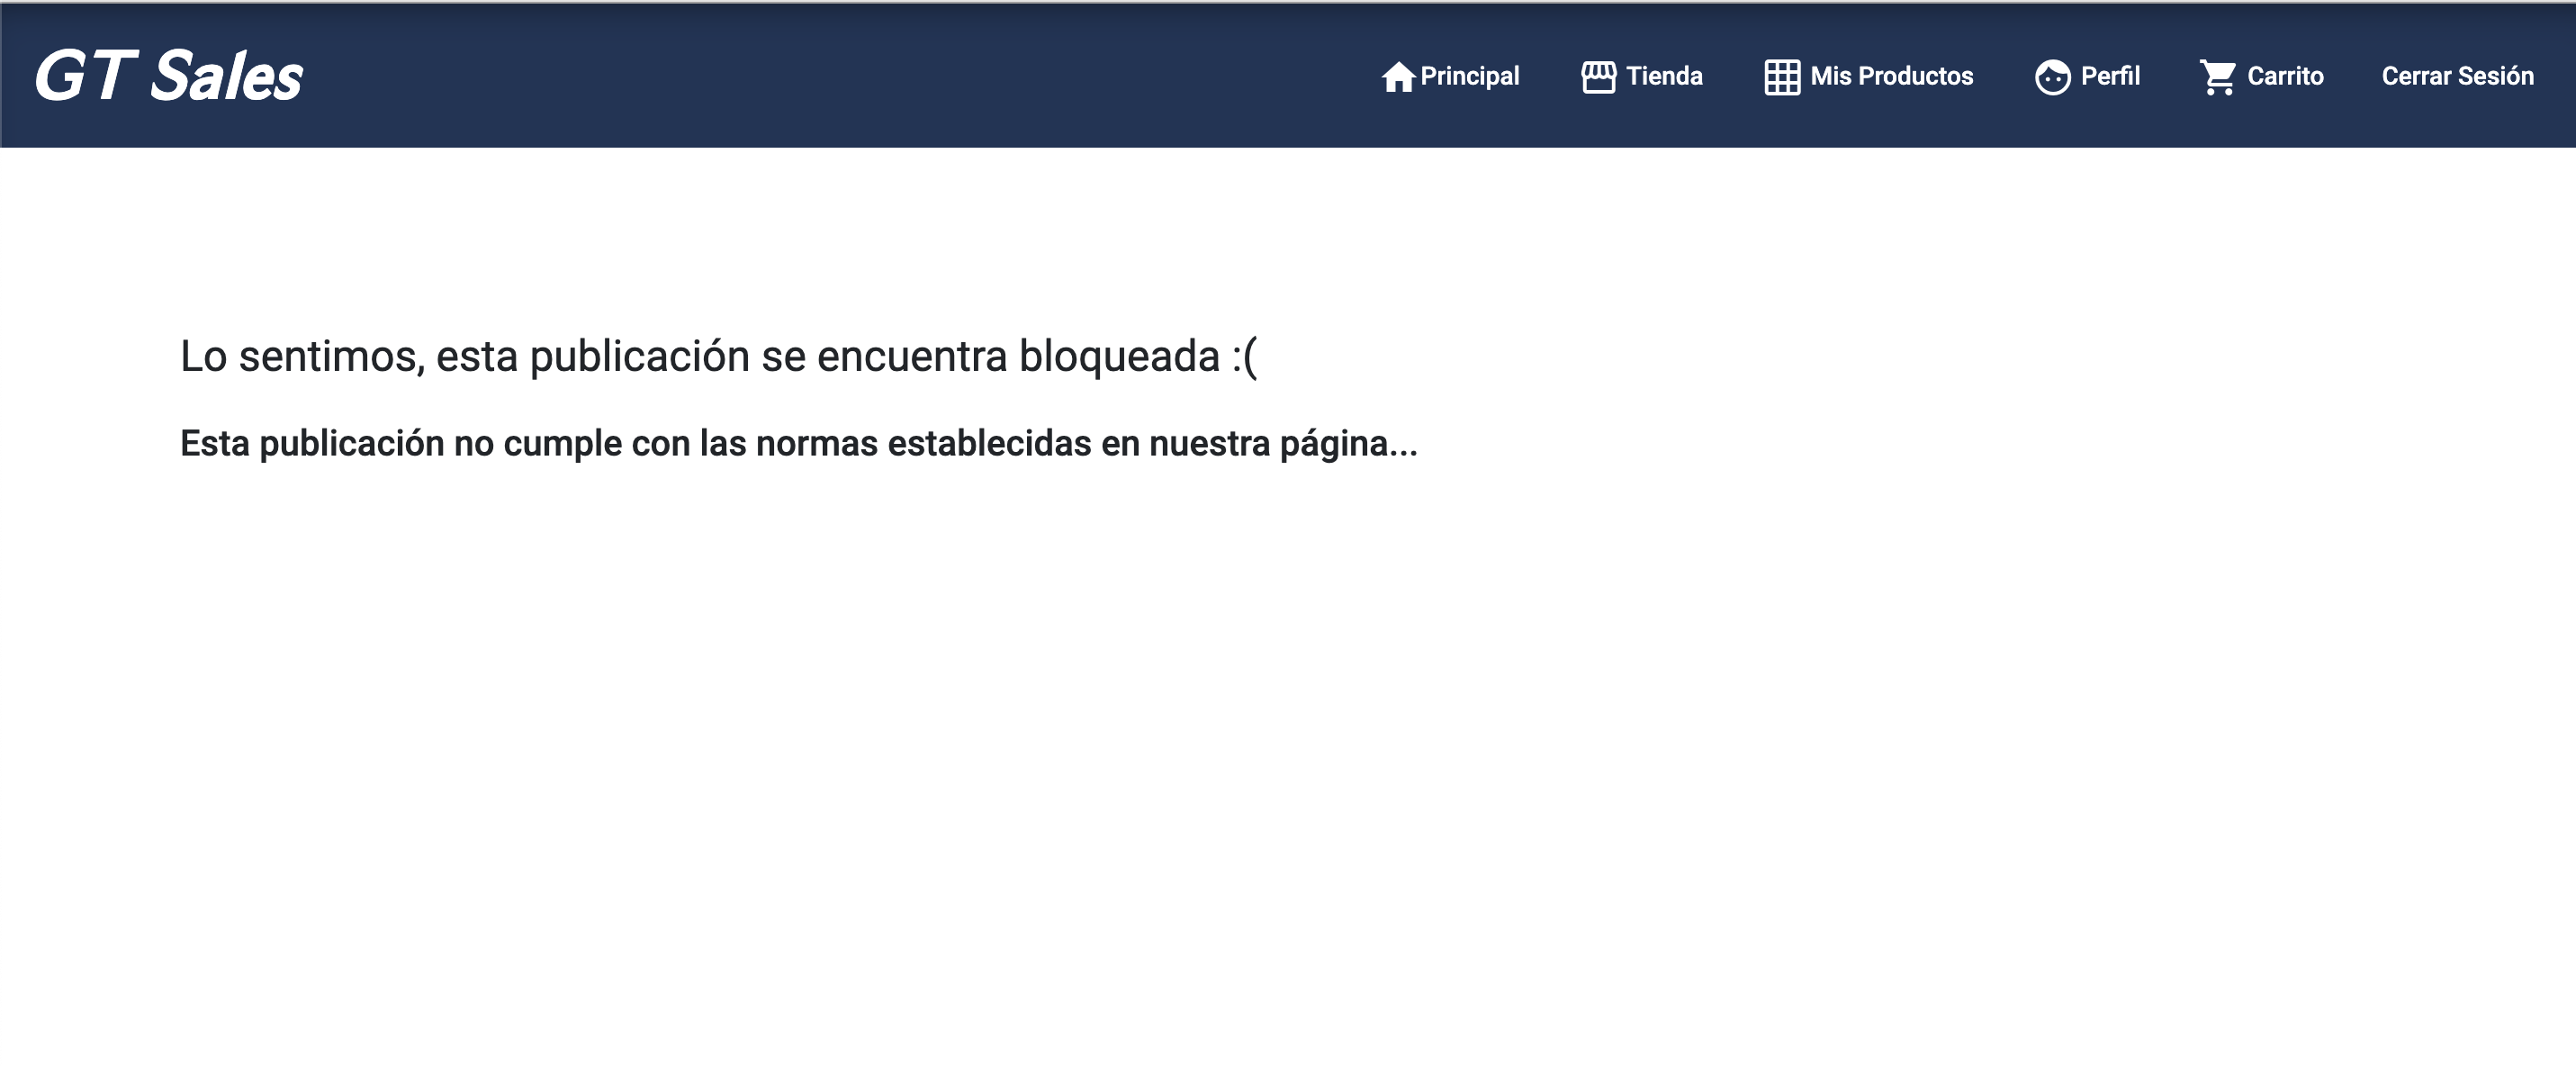 GT Sales
Principal
Tienda
Mis Productos
Perfil
Carrito
Cerrar Sesión
Lo sentimos, esta publicación se encuentra bloqueada :(
Esta publicación no cumple con las normas establecidas en nuestra página...